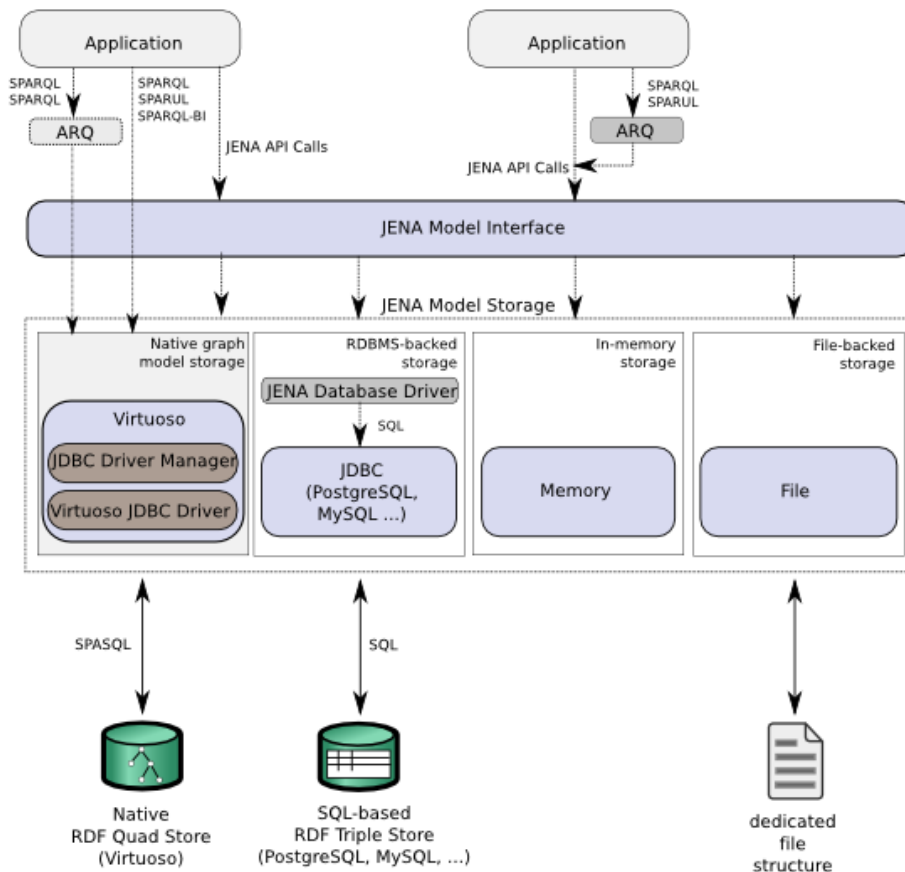 Application
Application
SPARQL
SPARQL
SPARQL
SPARUL
SPARQL-BI
SPARQL
SPARUL
ARQ
ARQ
JENA API Calls
JENA API Calls
JENA Model Interface
JENA Model Storage
Native graph
model storage
RDBMS-backed
storage
In-memory
storage
File-backed
storage
Virtuoso
JDBC Driver Manager
Virtuoso JDBC Driver
JENA Database Driver
SQL
JDBC
(PostgreSQL,
MySQL ...)
Memory
File
SPASQL
SQL
Native
RDF Quad Store
(Virtuoso)
SQL-based
RDF Triple Store
(PostgreSQL, MySQL, ...)
dedicated
file
structure